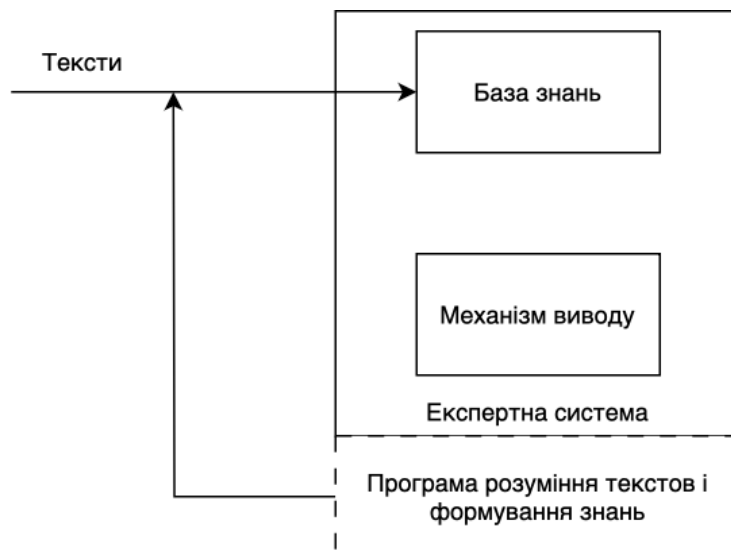 Тексти
База знань
Механізм виводу
Експертна система
Програма розуміння текстов і
формування знань